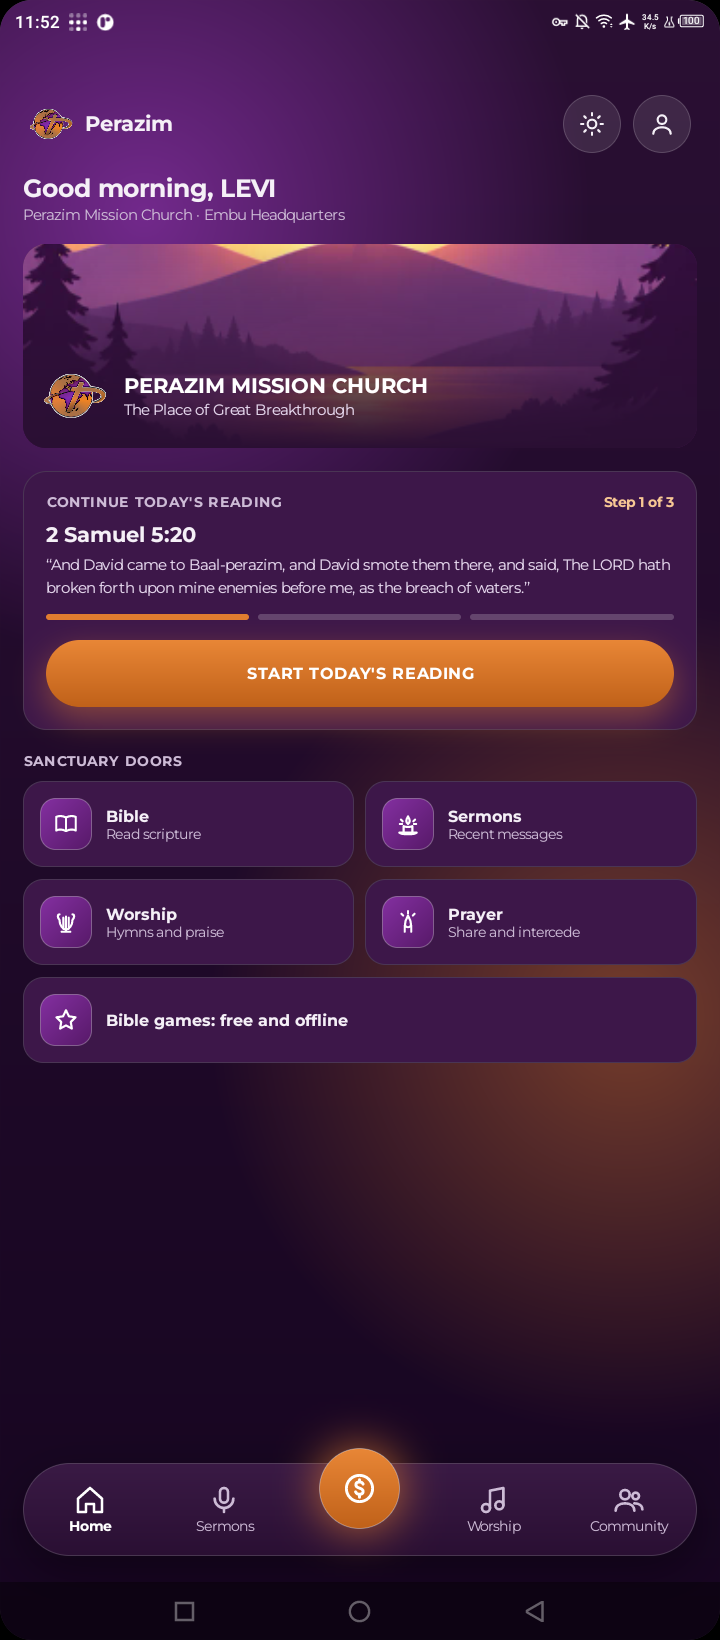 11:52
34.5
K/s
100
Perazim
Good morning, LEVI
Perazim Mission Church · Embu Headquarters
PERAZIM MISSION CHURCH
The Place of Great Breakthrough
CONTINUE TODAY'S READING
Step 1 of 3
2 Samuel 5:20
“And David came to Baal-perazim, and David smote them there, and said, The LORD hath
broken forth upon mine enemies before me, as the breach of waters.”
START TODAY'S READING
SANCTUARY DOORS
Bible
Read scripture
Sermons
Recent messages
Worship
Hymns and praise
Prayer
Share and intercede
Bible games: free and offline
Home
Sermons
Worship
Community